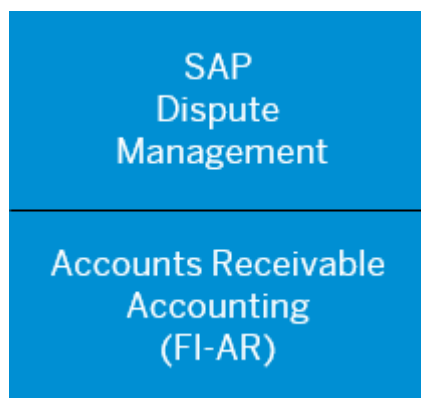 SAP
Dispute
Management
Accounts Receivable
Accounting
(FI-AR)